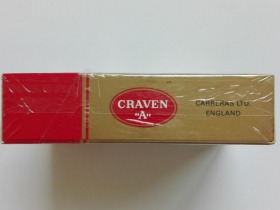 CRAVEN
"A"
CARRERAS LTD.
ENGLAND